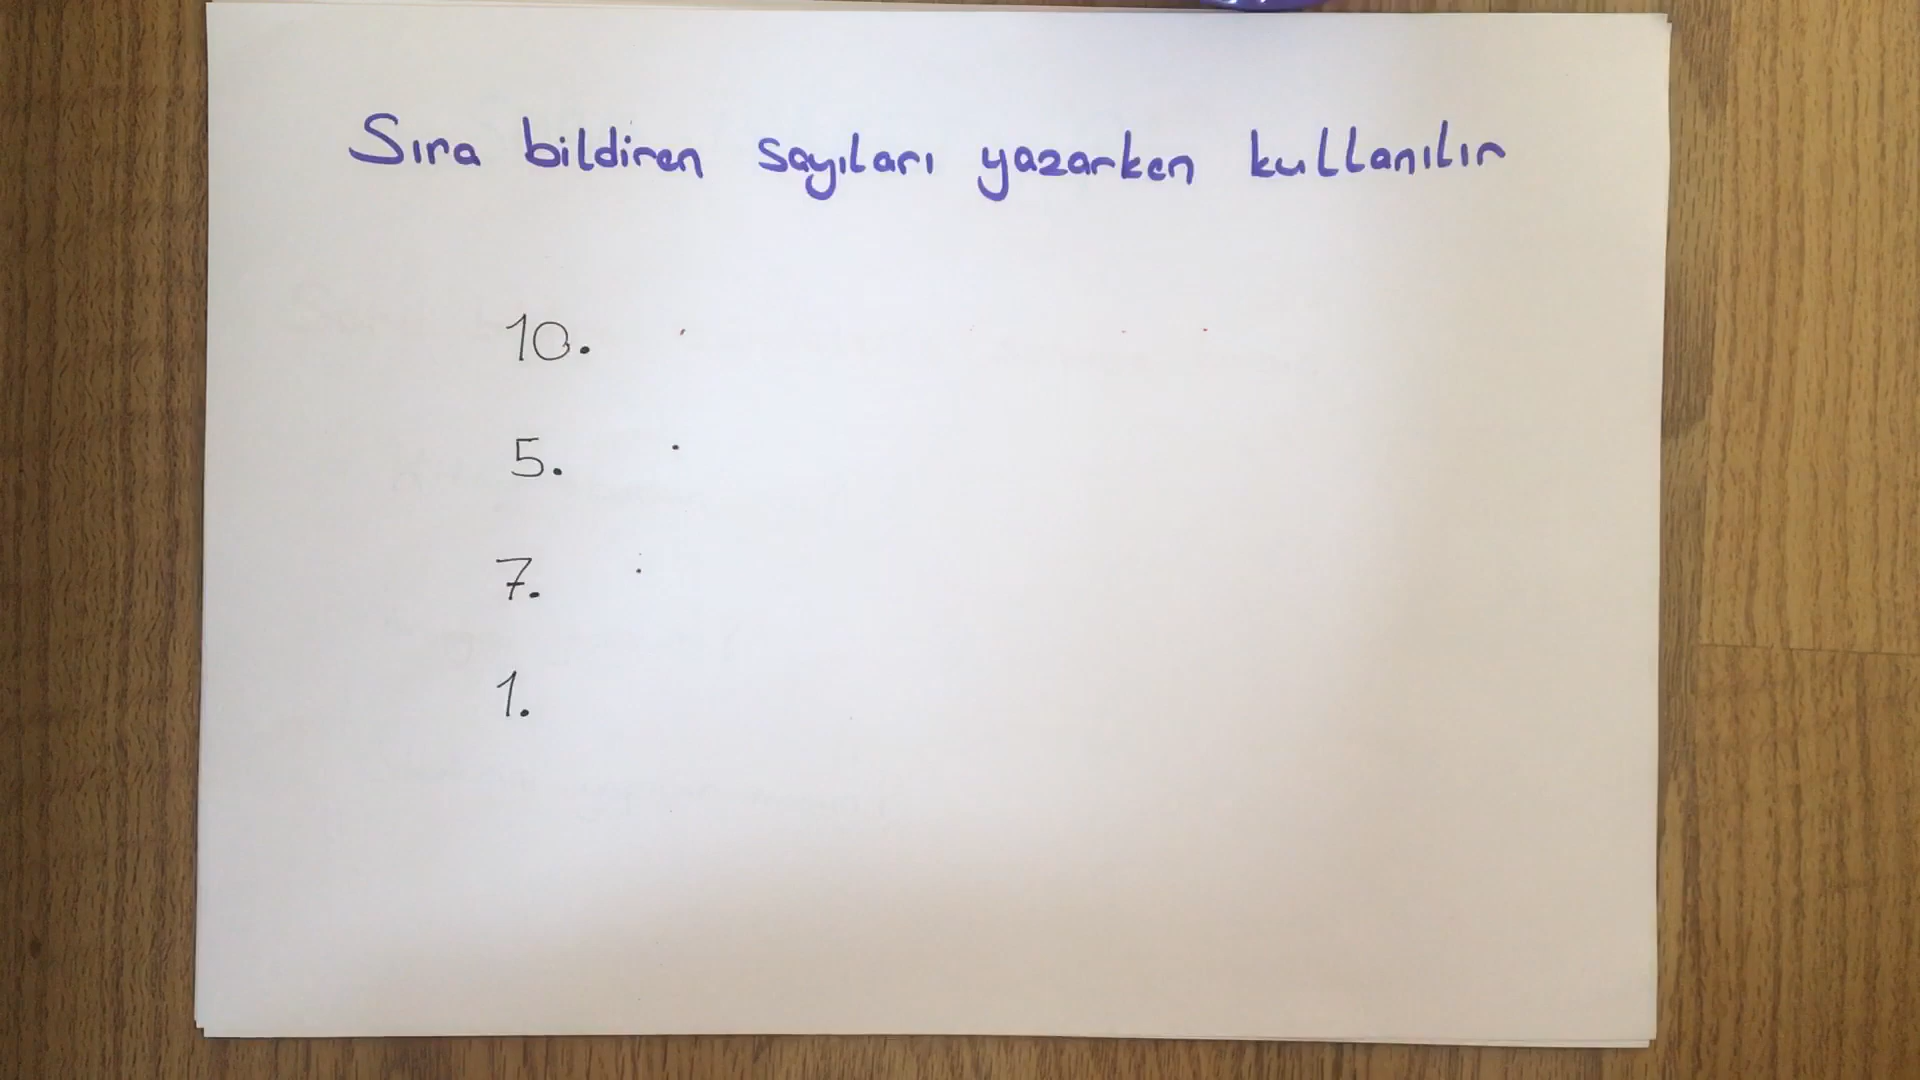 Sıra bildiren sayıları yazarken kullanılır
10.
5.
7.
1.